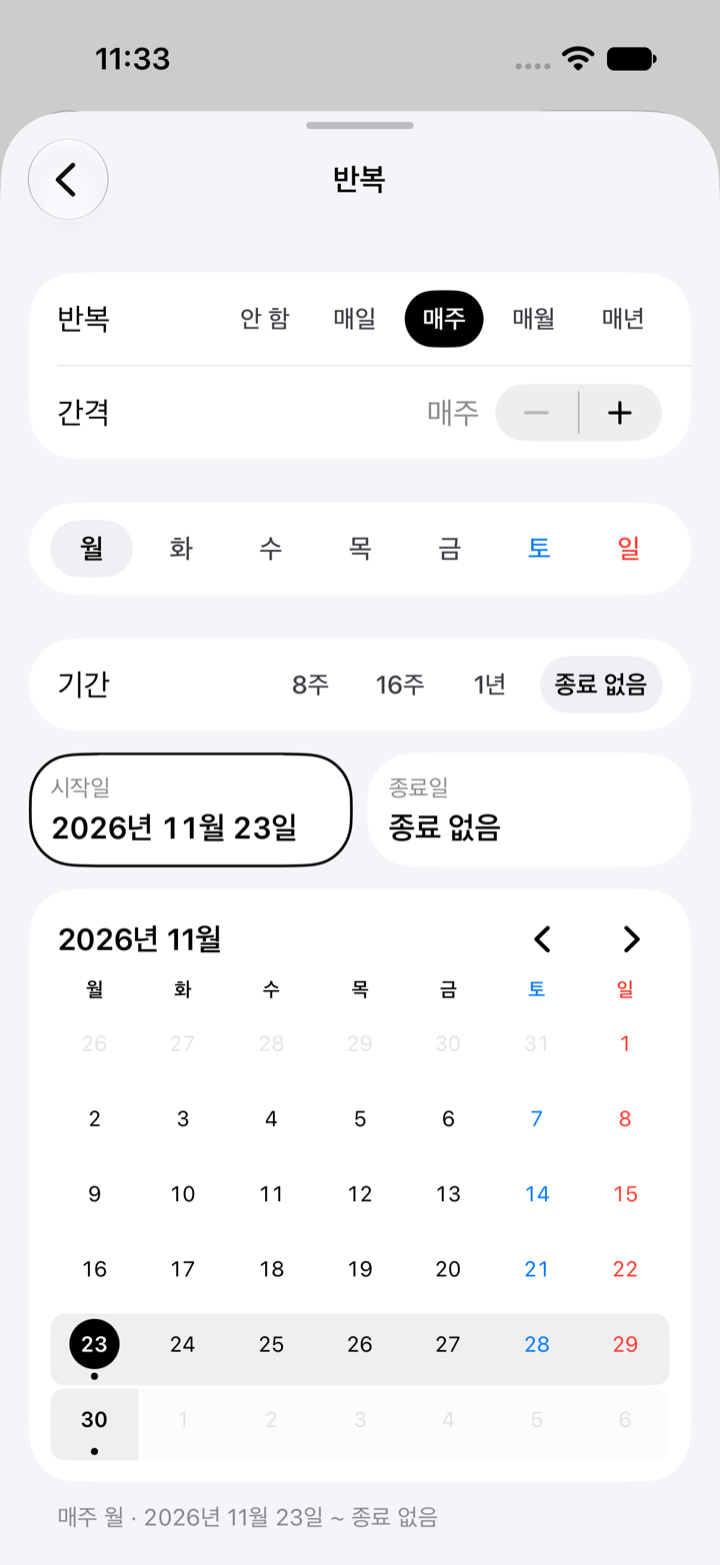 11:33
반복
반복 안 함 매일 매주 매월 매년
간격 매주
월 화 수 목 금 토 일
기간 8주 16주 1년 종료 없음
시작일 종료일
2026년 11월 23일 종료 없음
2026년 11월
월 화 수 목 금 토 일
26 27 28 29 30 31 1
2 3 4 5 6 7 8
9 10 11 12 13 14 15
16 17 18 19 20 21 22
23 24 25 26 27 28 29
30 1 2 3 4 5 6
매주 월 · 2026년 11월 23일 ~ 종료 없음